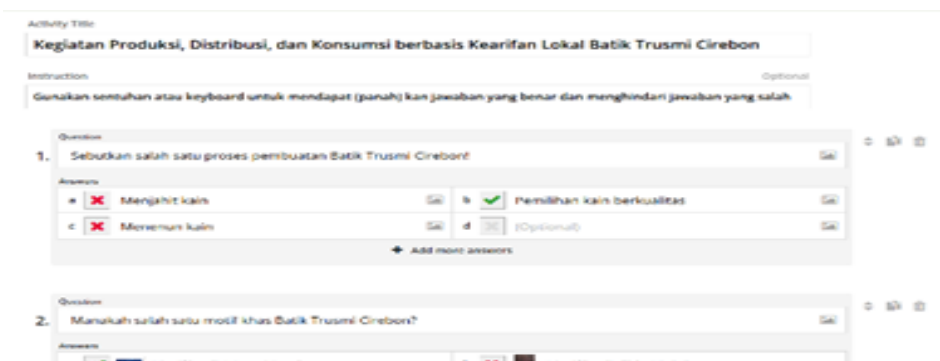 Activity Title
Kegiatan Produksi, Distribusi, dan Konsumsi berbasis Kearifan Lokal Batik Trusmi Cirebon
Instruction
Optional
Gunakan sentuhan atau keyboard untuk mendapat (panah) kan jawaban yang benar dan menghindari jawaban yang salah
Question
1. Sebutkan salah satu proses pembuatan Batik Trusmi Cirebon!
Answers
a Menjahit kain
b Pemilihan kain berkualitas
c Menenun kain
d (Optional)
+ Add more answers
Question
2. Manakah salah satu motif khas Batik Trusmi Cirebon?
Answers